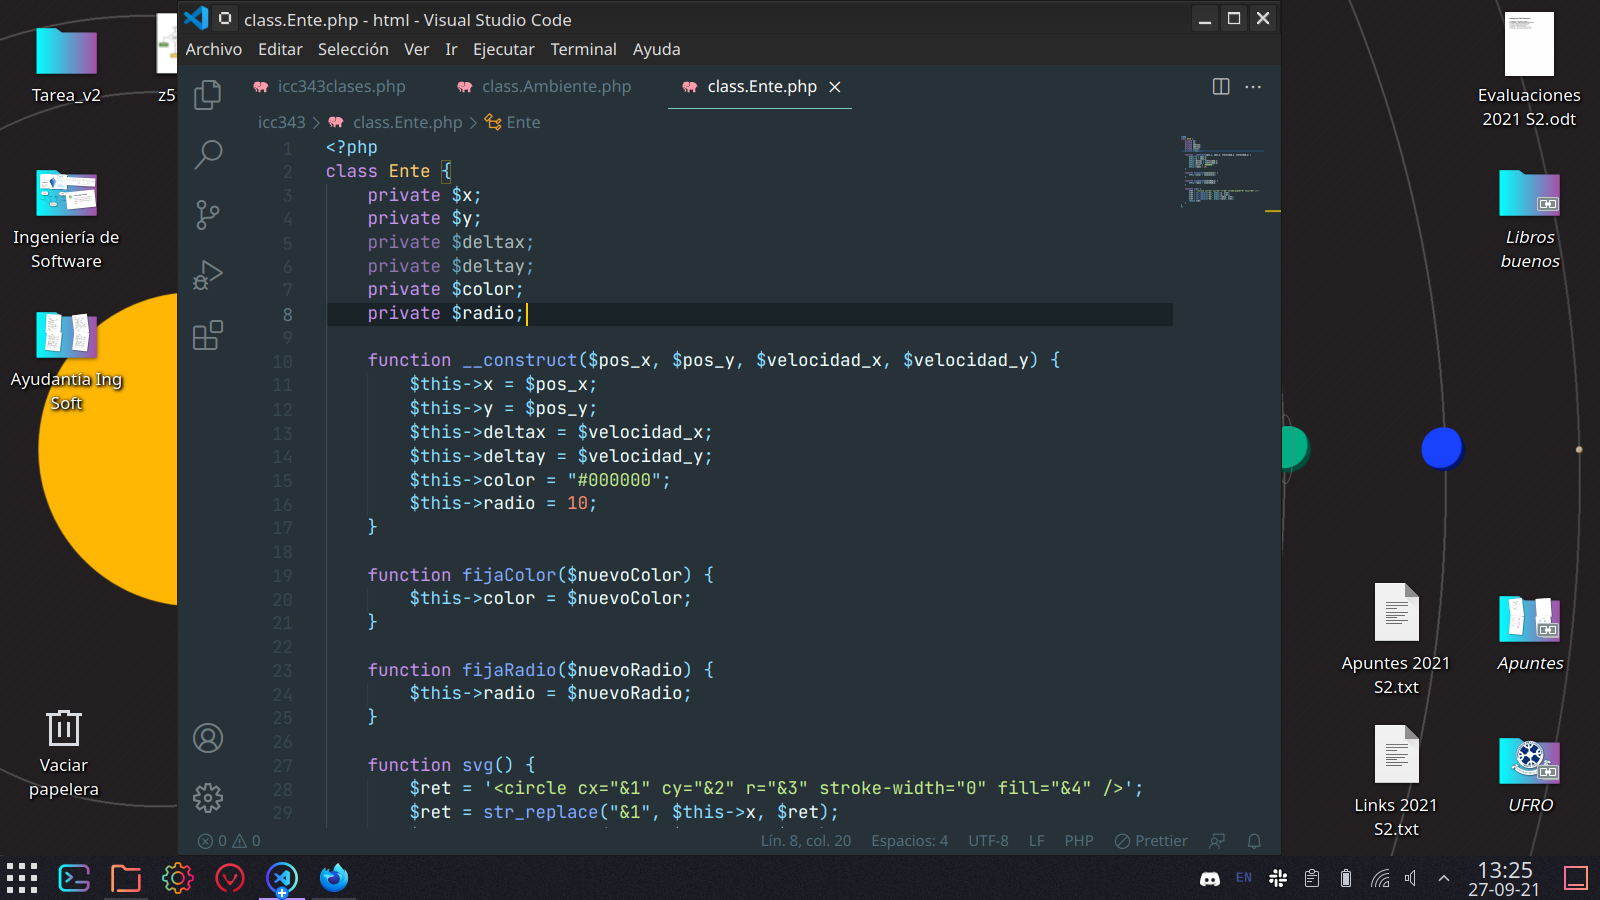 class.Ente.php - html - Visual Studio Code
Archivo Editar Selección Ver Ir Ejecutar Terminal Ayuda
icc343clases.php class.Ambiente.php class.Ente.php
icc343 > class.Ente.php > Ente
1 <?php
2 class Ente {
3 private $x;
4 private $y;
5 private $deltax;
6 private $deltay;
7 private $color;
8 private $radio;
9
10 function __construct($pos_x, $pos_y, $velocidad_x, $velocidad_y) {
11 $this->x = $pos_x;
12 $this->y = $pos_y;
13 $this->deltax = $velocidad_x;
14 $this->deltay = $velocidad_y;
15 $this->color = "#000000";
16 $this->radio = 10;
17 }
18
19 function fijaColor($nuevoColor) {
20 $this->color = $nuevoColor;
21 }
22
23 function fijaRadio($nuevoRadio) {
24 $this->radio = $nuevoRadio;
25 }
26
27 function svg() {
28 $ret = '<circle cx="&1" cy="&2" r="&3" stroke-width="0" fill="&4" />';
29 $ret = str_replace("&1", $this->x, $ret);
0 0 Lín. 8, col. 20 Espacios: 4 UTF-8 LF PHP Prettier
Tarea_v2
z5
Ingeniería de
Software
Ayudantía Ing
Soft
Vaciar
papelera
Evaluaciones
2021 S2.odt
Libros
buenos
Apuntes 2021
S2.txt
Apuntes
Links 2021
S2.txt
UFRO
EN
13:25
27-09-21